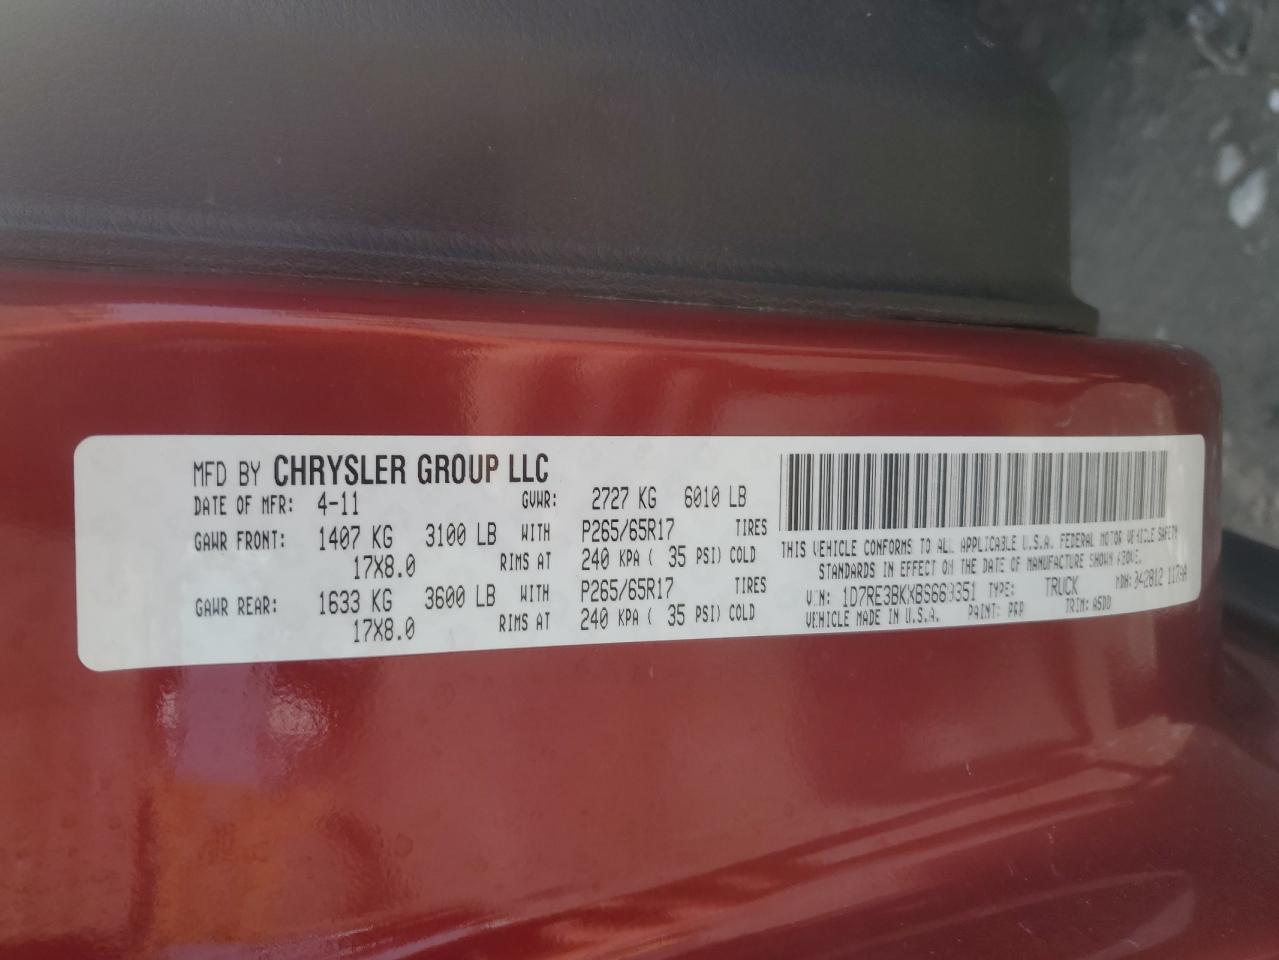 MFD BY CHRYSLER GROUP LLC
DATE OF MFR: 4-11 GVWR: 2727 KG 6010 LB
GAWR FRONT: 1407 KG 3100 LB WITH P265/65R17 TIRES
17X8.0 RIMS AT 240 KPA ( 35 PSI) COLD
GAWR REAR: 1633 KG 3600 LB WITH P265/65R17 TIRES
17X8.0 RIMS AT 240 KPA ( 35 PSI) COLD
THIS VEHICLE CONFORMS TO ALL APPLICABLE U.S.A. FEDERAL MOTOR VEHICLE SAFETY
STANDARDS IN EFFECT ON THE DATE OF MANUFACTURE SHOWN ABOVE.
VIN: TYPE: TRUCK MDH:
VEHICLE MADE IN U.S.A. PAINT: PRP TRIM: A5DD